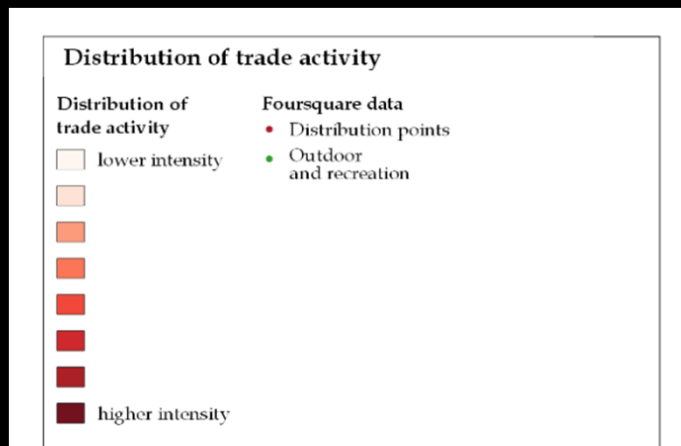 Distribution of trade activity
Distribution of
trade activity
lower intensity
higher intensity
Foursquare data
Distribution points
Outdoor
and recreation